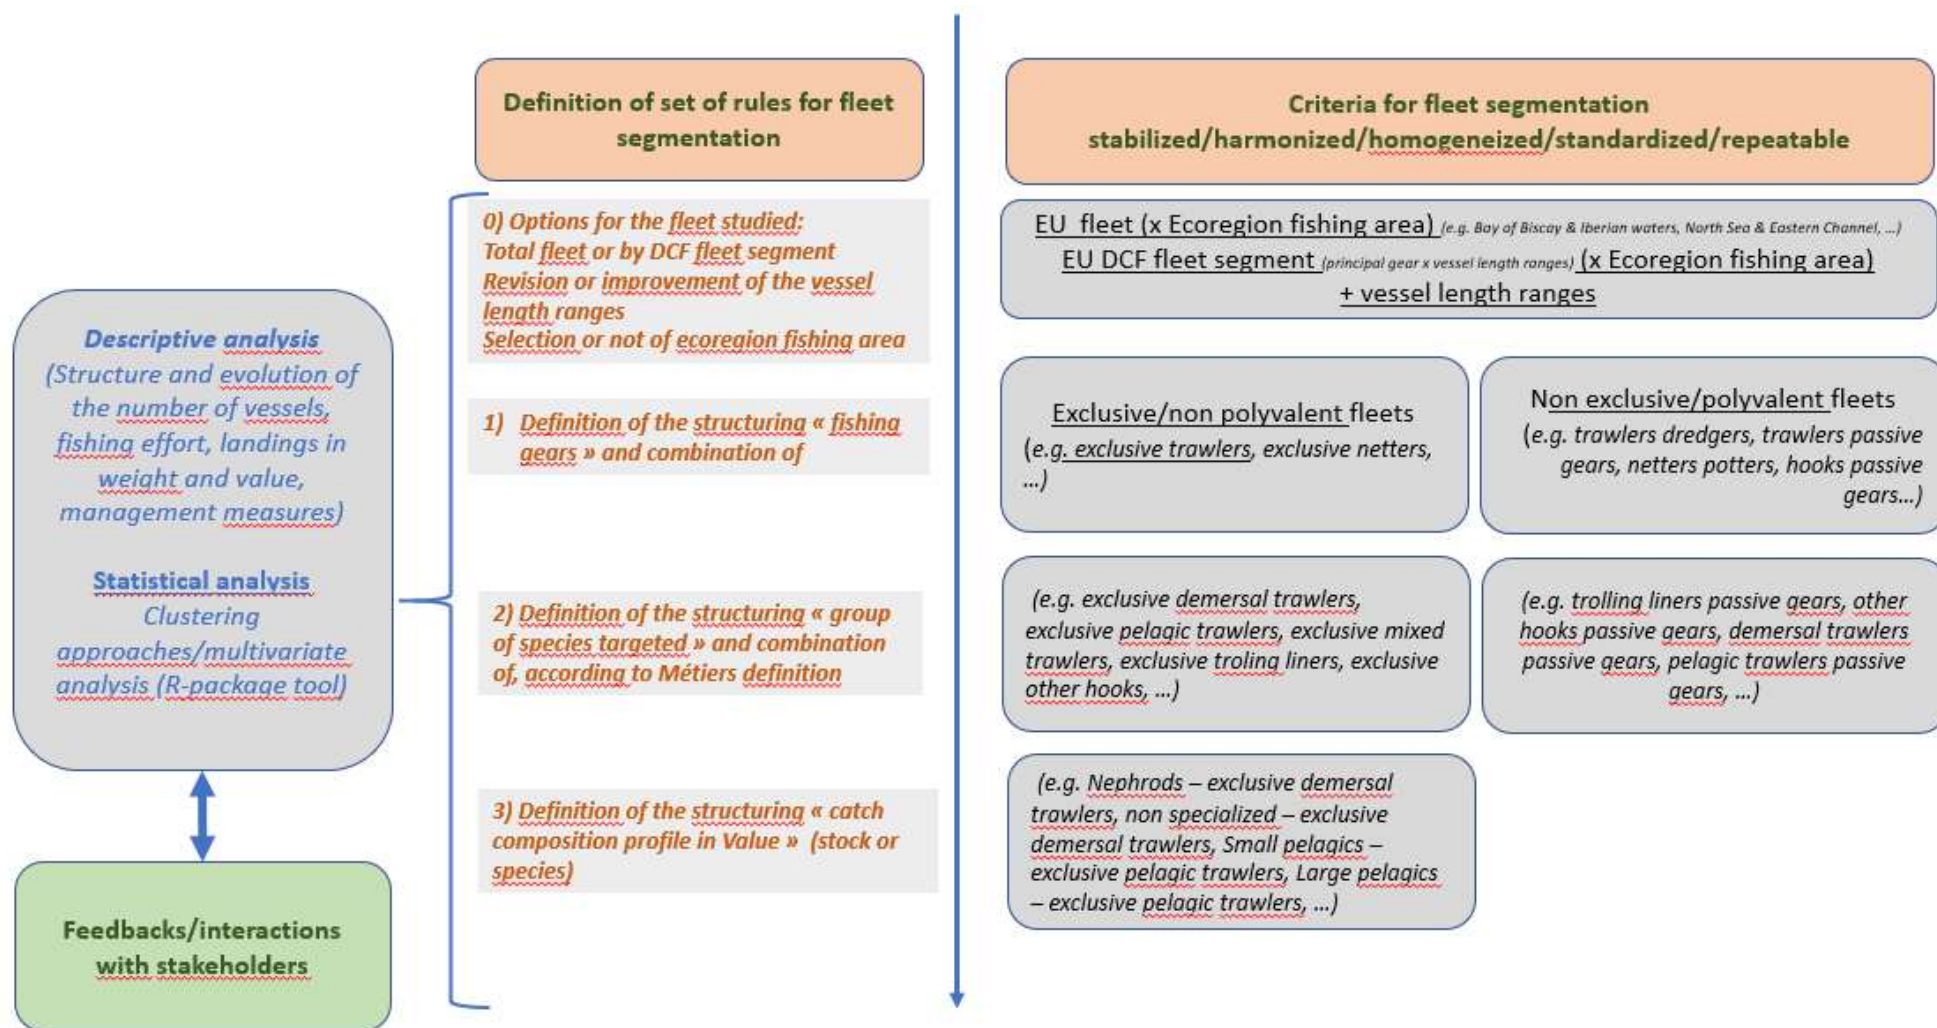 Definition of set of rules for fleet
segmentation
Criteria for fleet segmentation
stabilized/harmonized/homogeneized/standardized/repeatable
Descriptive analysis
(Structure and evolution of
the number of vessels,
fishing effort, landings in
weight and value,
management measures)
Statistical analysis
Clustering
approaches/multivariate
analysis (R-package tool)
Feedbacks/interactions
with stakeholders
0) Options for the fleet studied:
Total fleet or by DCF fleet segment
Revision or improvement of the vessel
length ranges
Selection or not of ecoregion fishing area
1) Definition of the structuring « fishing
gears » and combination of
2) Definition of the structuring « group
of species targeted » and combination
of, according to Métiers definition
3) Definition of the structuring « catch
composition profile in Value » (stock or
species)
EU fleet (x Ecoregion fishing area) (e.g. Bay of Biscay & Iberian waters, North Sea & Eastern Channel, …)
EU DCF fleet segment (principal gear x vessel length ranges) (x Ecoregion fishing area)
+ vessel length ranges
Exclusive/non polyvalent fleets
(e.g. exclusive trawlers, exclusive netters,
…)
Non exclusive/polyvalent fleets
(e.g. trawlers dredgers, trawlers passive
gears, netters potters, hooks passive
gears…)
(e.g. exclusive demersal trawlers,
exclusive pelagic trawlers, exclusive mixed
trawlers, exclusive troling liners, exclusive
other hooks, …)
(e.g. trolling liners passive gears, other
hooks passive gears, demersal trawlers
passive gears, pelagic trawlers passive
gears, …)
(e.g. Nephrods – exclusive demersal
trawlers, non specialized – exclusive
demersal trawlers, Small pelagics –
exclusive pelagic trawlers, Large pelagics
– exclusive pelagic trawlers, …)